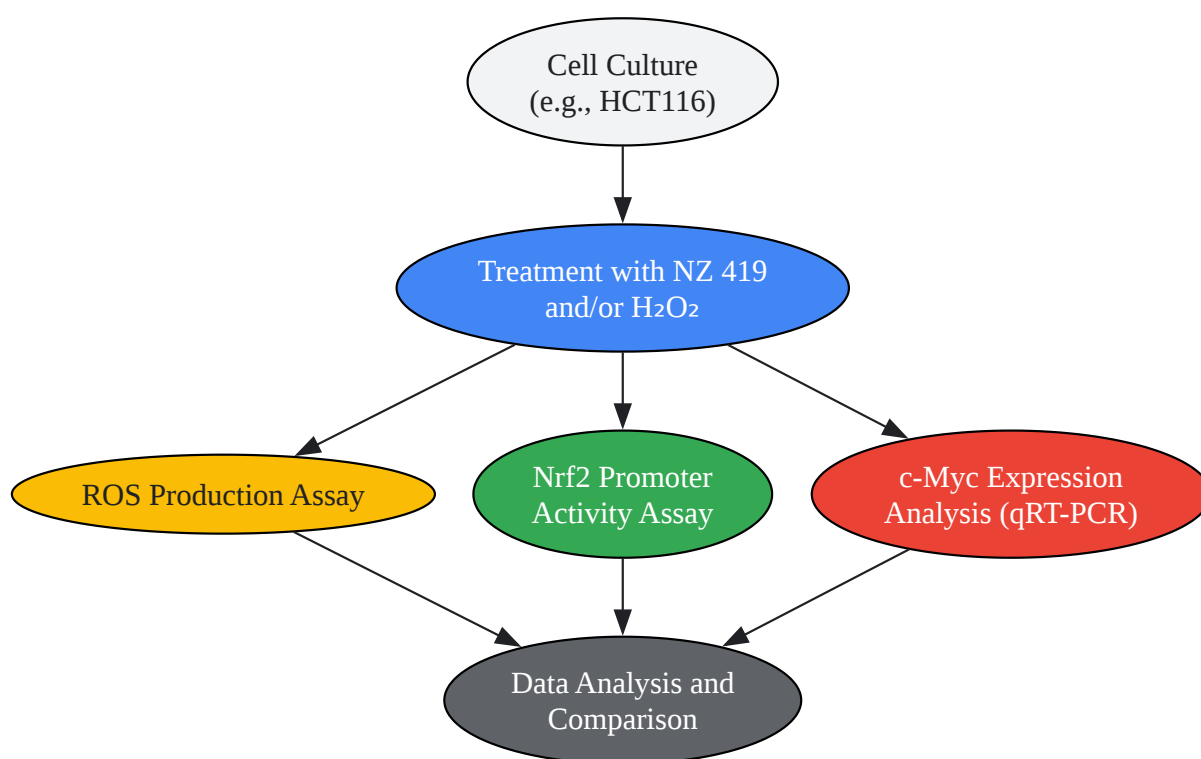 Cell Culture
(e.g., HCT116)
Treatment with NZ 419
and/or H₂O₂
ROS Production Assay
Nrf2 Promoter
Activity Assay
c-Myc Expression
Analysis (qRT-PCR)
Data Analysis and
Comparison